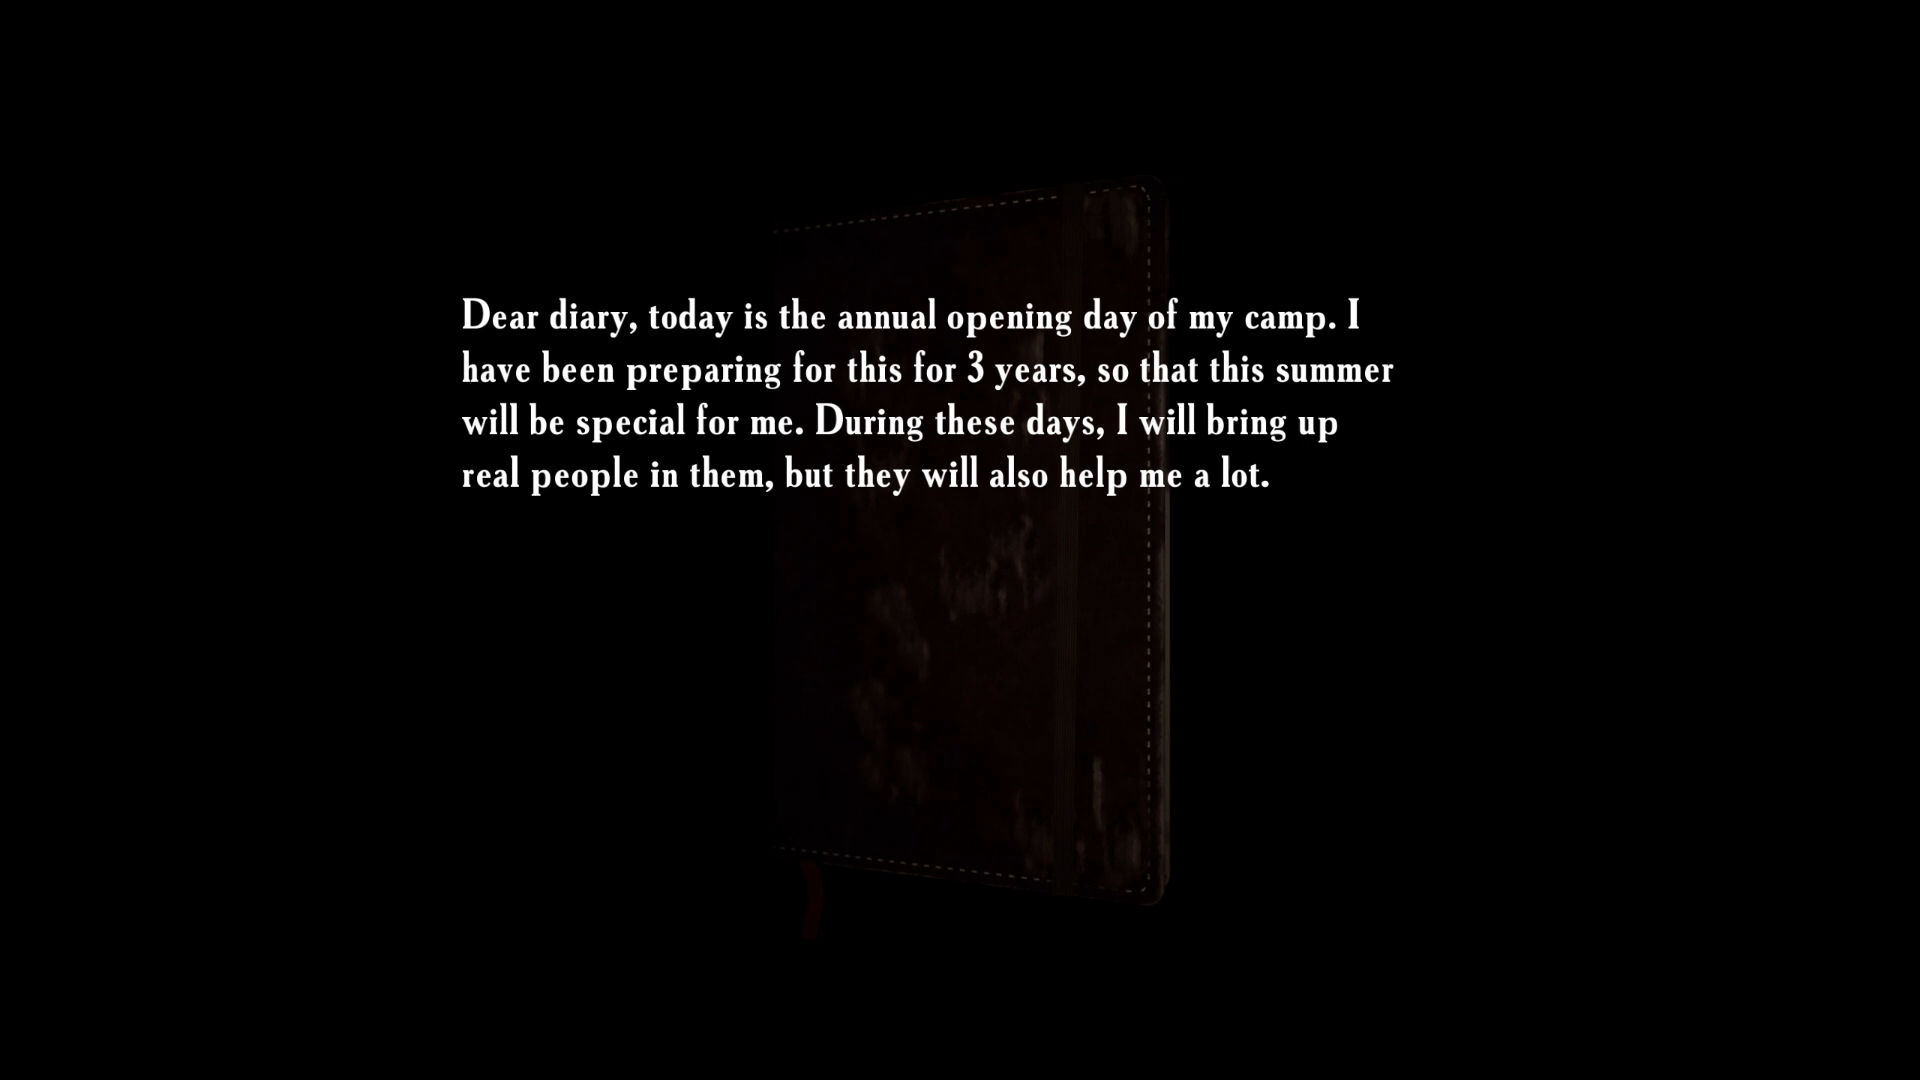 Dear diary, today is the annual opening day of my camp. I
have been preparing for this for 3 years, so that this summer
will be special for me. During these days, I will bring up
real people in them, but they will also help me a lot.